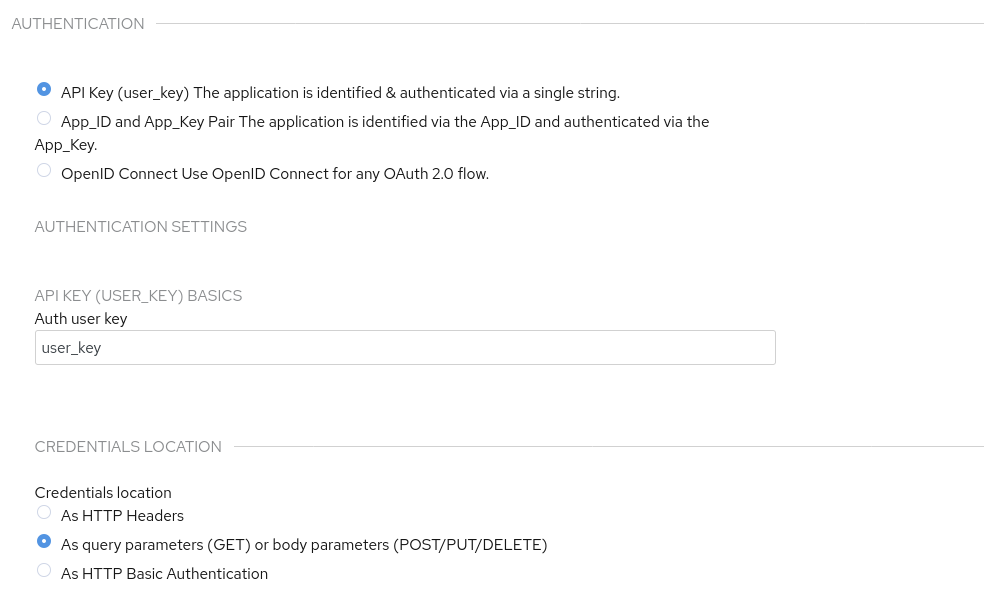 AUTHENTICATION
API Key (user_key) The application is identified & authenticated via a single string.
App_ID and App_Key Pair The application is identified via the App_ID and authenticated via the
App_Key.
OpenID Connect Use OpenID Connect for any OAuth 2.0 flow.
AUTHENTICATION SETTINGS
API KEY (USER_KEY) BASICS
Auth user key
user_key
CREDENTIALS LOCATION
Credentials location
As HTTP Headers
As query parameters (GET) or body parameters (POST/PUT/DELETE)
As HTTP Basic Authentication